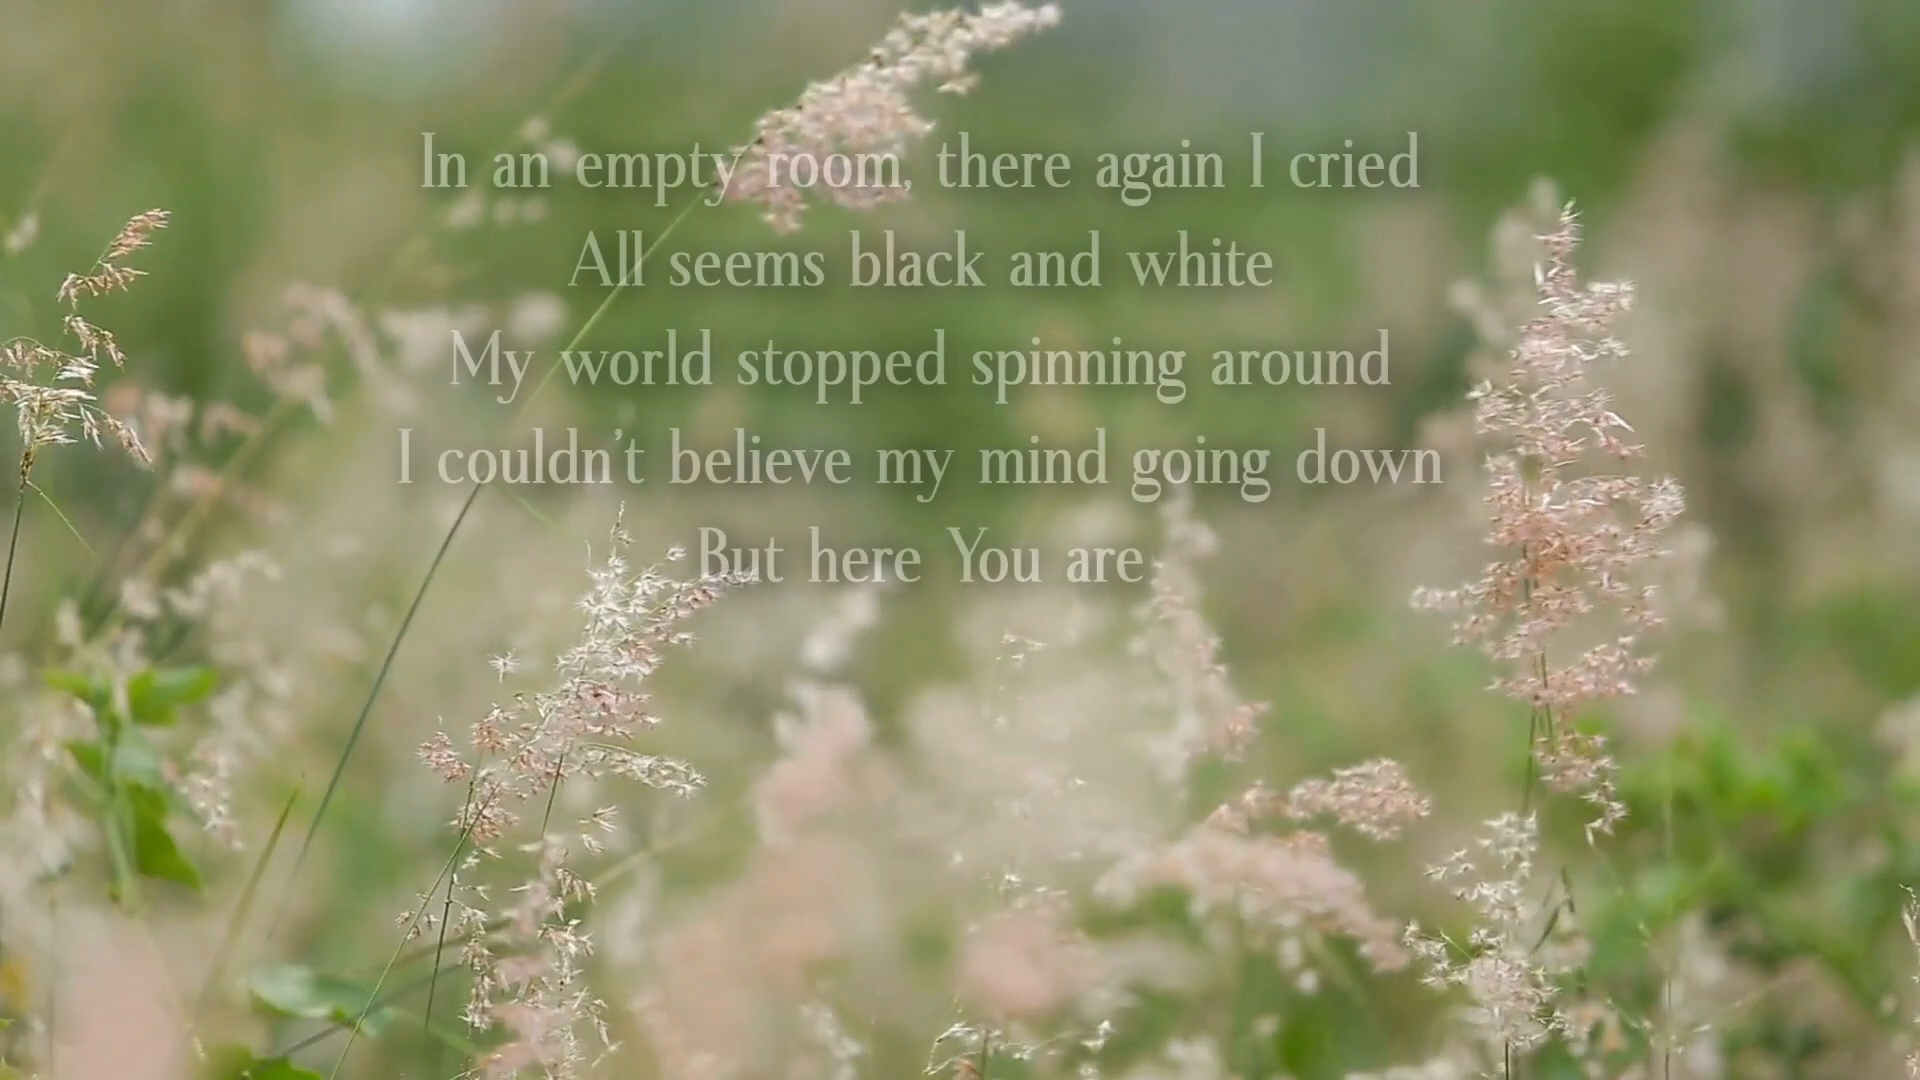 In an empty room, there again I cried
All seems black and white
My world stopped spinning around
I couldn't believe my mind going down
But here You are